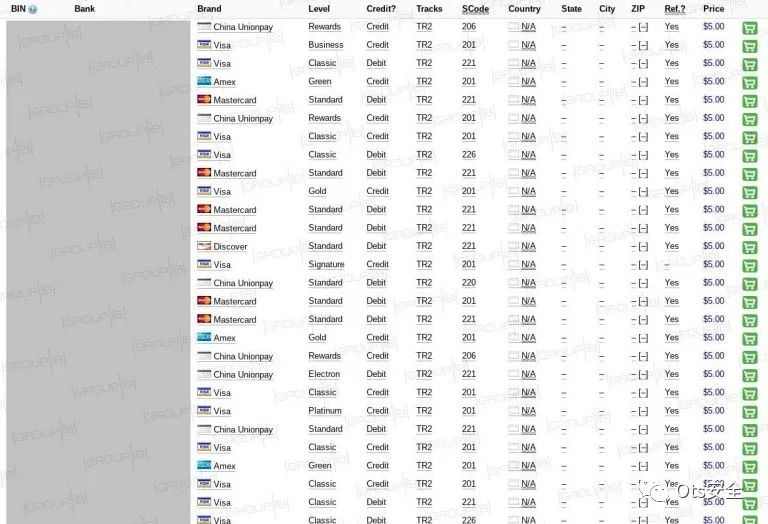 BIN ? Bank Brand Level Credit? Tracks SCode Country State City ZIP Ref.? Price
China Unionpay Rewards Credit TR2 206 N/A – – – [–] Yes $5.00
Visa Business Credit TR2 201 N/A – – – [–] Yes $5.00
Visa Classic Debit TR2 221 N/A – – – [–] Yes $5.00
Amex Green Credit TR2 201 N/A – – – [–] Yes $5.00
Mastercard Standard Debit TR2 221 N/A – – – [–] Yes $5.00
China Unionpay Rewards Credit TR2 201 N/A – – – [–] Yes $5.00
Visa Classic Credit TR2 201 N/A – – – [–] Yes $5.00
Visa Classic Debit TR2 226 N/A – – – [–] Yes $5.00
Mastercard Standard Debit TR2 221 N/A – – – [–] Yes $5.00
Visa Gold Credit TR2 201 N/A – – – [–] Yes $5.00
Mastercard Standard Debit TR2 221 N/A – – – [–] Yes $5.00
Mastercard Standard Debit TR2 221 N/A – – – [–] Yes $5.00
Discover Standard Debit TR2 221 N/A – – – [–] Yes $5.00
Visa Signature Credit TR2 201 N/A – – – [–] – $5.00
China Unionpay Standard Debit TR2 220 N/A – – – [–] Yes $5.00
Mastercard Standard Debit TR2 201 N/A – – – [–] Yes $5.00
Mastercard Standard Debit TR2 221 N/A – – – [–] Yes $5.00
Amex Gold Credit TR2 201 N/A – – – [–] Yes $5.00
China Unionpay Rewards Credit TR2 206 N/A – – – [–] Yes $5.00
China Unionpay Electron Debit TR2 221 N/A – – – [–] Yes $5.00
Visa Classic Credit TR2 201 N/A – – – [–] Yes $5.00
Visa Platinum Credit TR2 201 N/A – – – [–] Yes $5.00
China Unionpay Standard Debit TR2 221 N/A – – – [–] Yes $5.00
Visa Classic Credit TR2 201 N/A – – – [–] Yes $5.00
Amex Green Credit TR2 201 N/A – – – [–] Yes $5.00
Visa Classic Credit TR2 201 N/A – – – [–] Yes $5.00
Visa Classic Debit TR2 221 N/A – – – [–] Yes $5.00
Visa Classic Debit TR2 226 N/A – – – [–] Yes $5.00
GROUP|IB
Ots安全